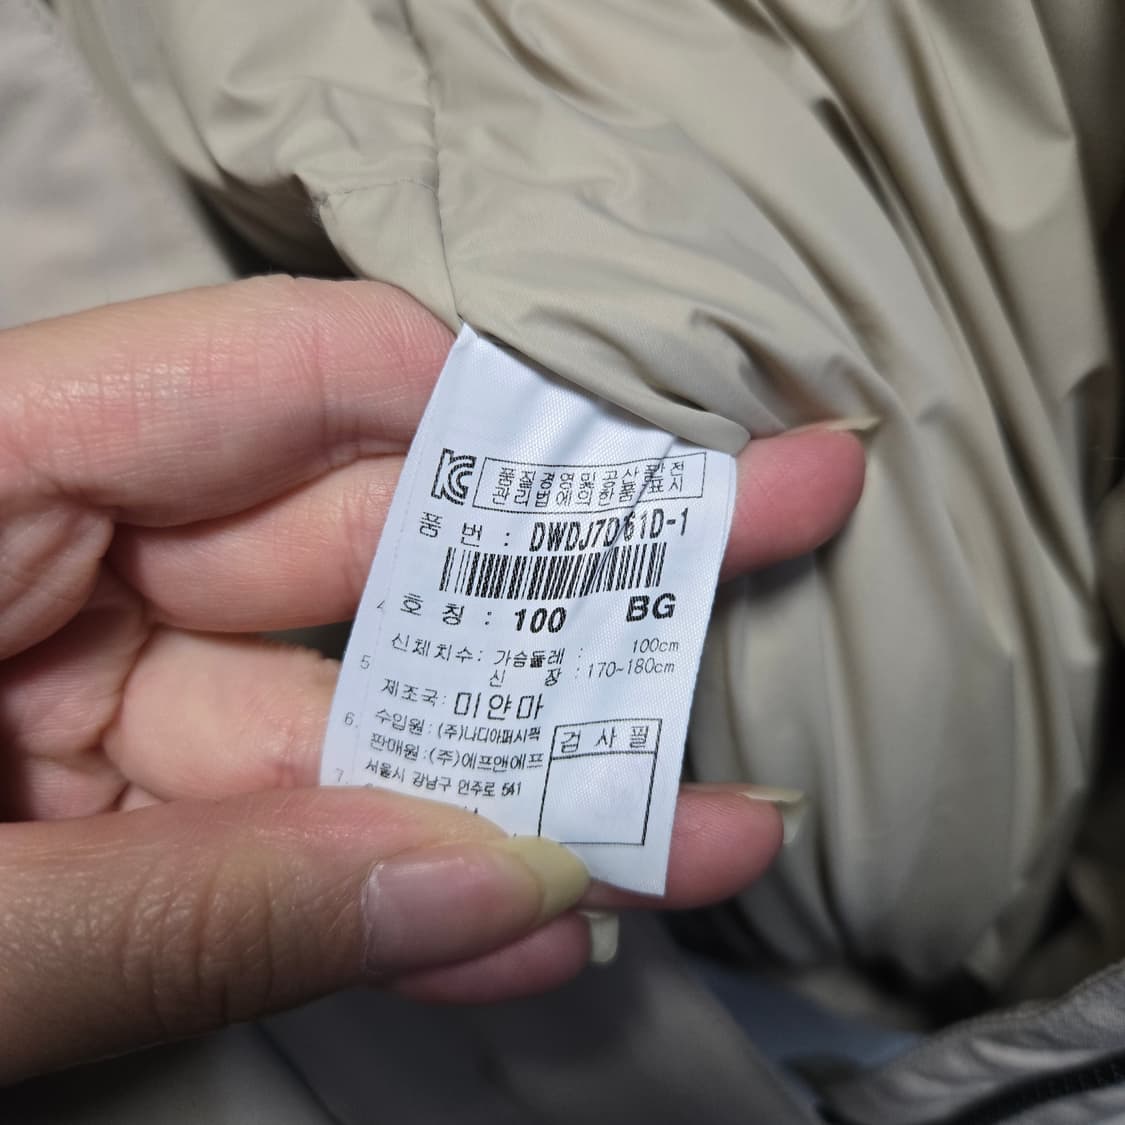 품질경영및공산품안전
관리법에의한품질표시
품 번 : DWDJ7D61D-1
호 칭 : 100 BG
신체치수: 가슴둘레 : 100cm
신 장 : 170~180cm
5
제조국: 미얀마
6.
수입원 : (주)나디아퍼시픽
검 사 필
판매원 : (주)에프앤에프
7.
서울시 강남구 언주로 541